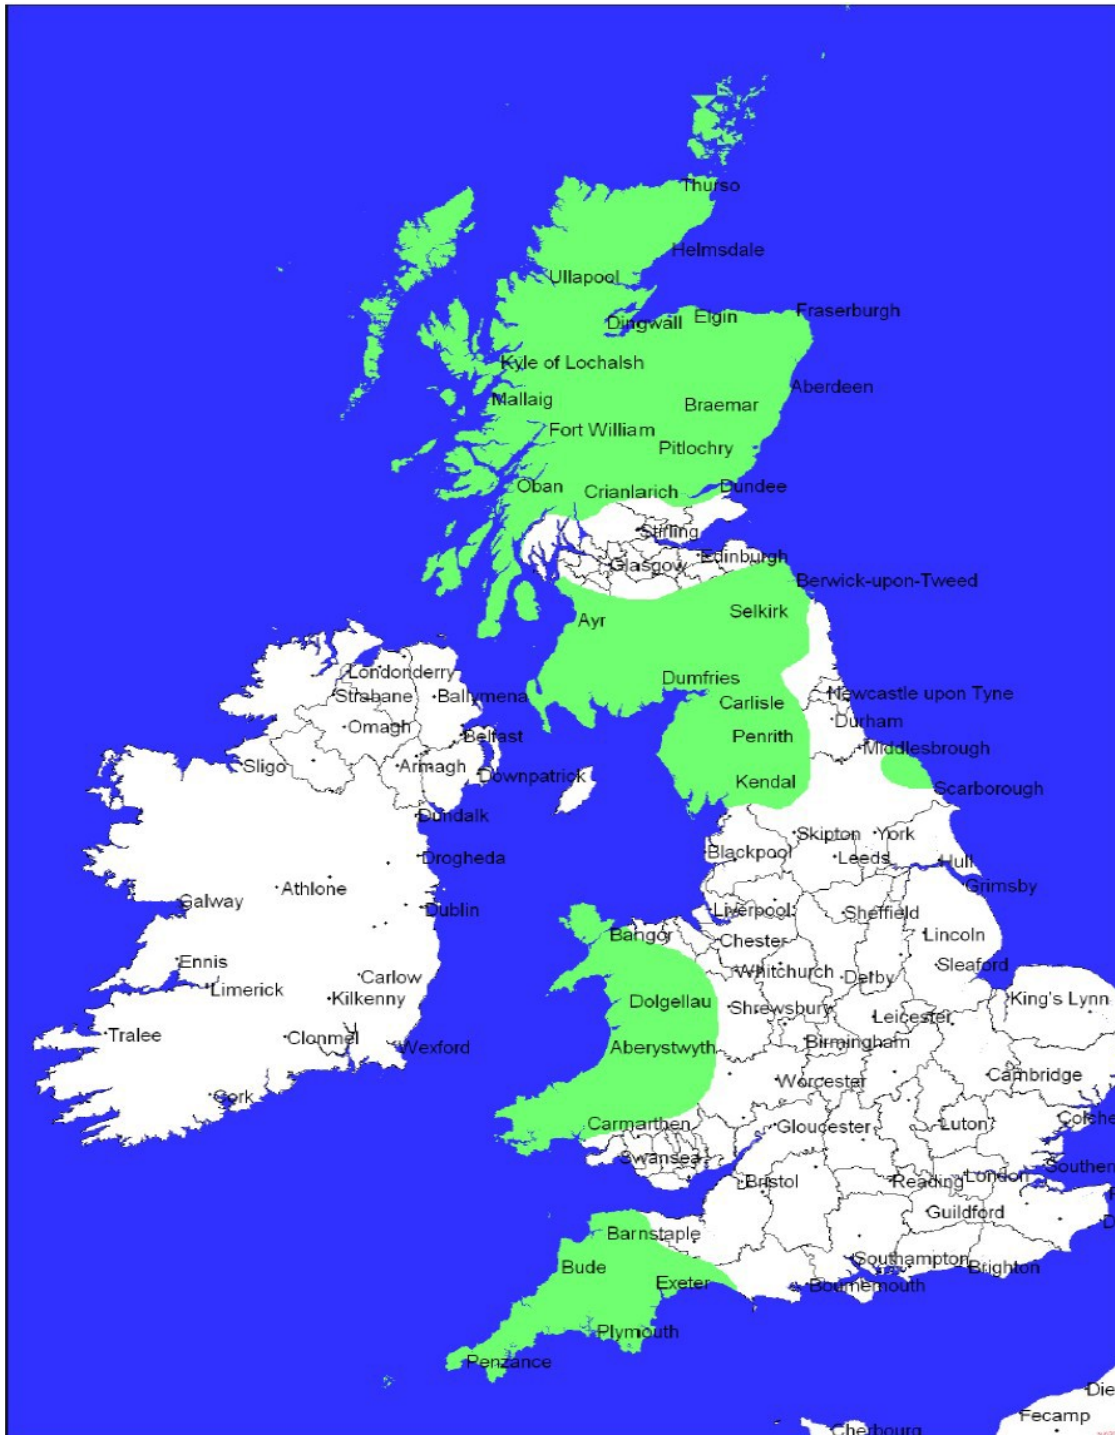 Thurso
Helmsdale
Ullapool
Dingwall
Elgin
Fraserburgh
Kyle of Lochalsh
Aberdeen
Mallaig
Braemar
Fort William
Pitlochry
Oban
Crianlarich
Dundee
Stirling
Glasgow
Edinburgh
Berwick-upon-Tweed
Ayr
Selkirk
Londonderry
Dumfries
Strabane
Ballymena
Carlisle
Newcastle upon Tyne
Omagh
Durham
Belfast
Penrith
Middlesbrough
Sligo
Armagh
Downpatrick
Kendal
Scarborough
Dundalk
Skipton
York
Blackpool
Leeds
Drogheda
Hull
Athlone
Grimsby
Galway
Dublin
Liverpool
Sheffield
Bangor
Chester
Lincoln
Ennis
Whitchurch
Derby
Sleaford
Carlow
Limerick
Kilkenny
Dolgellau
Shrewsbury
Leicester
King's Lynn
Tralee
Clonmel
Wexford
Aberystwyth
Birmingham
Worcester
Cambridge
Cork
Carmarthen
Gloucester
Luton
Colche
Swansea
Bristol
Reading
London
Southen
Guildford
D
Barnstaple
Bude
Exeter
Southampton
Brighton
Bournemouth
Plymouth
Penzance
Die
Fecamp
Cherbourg